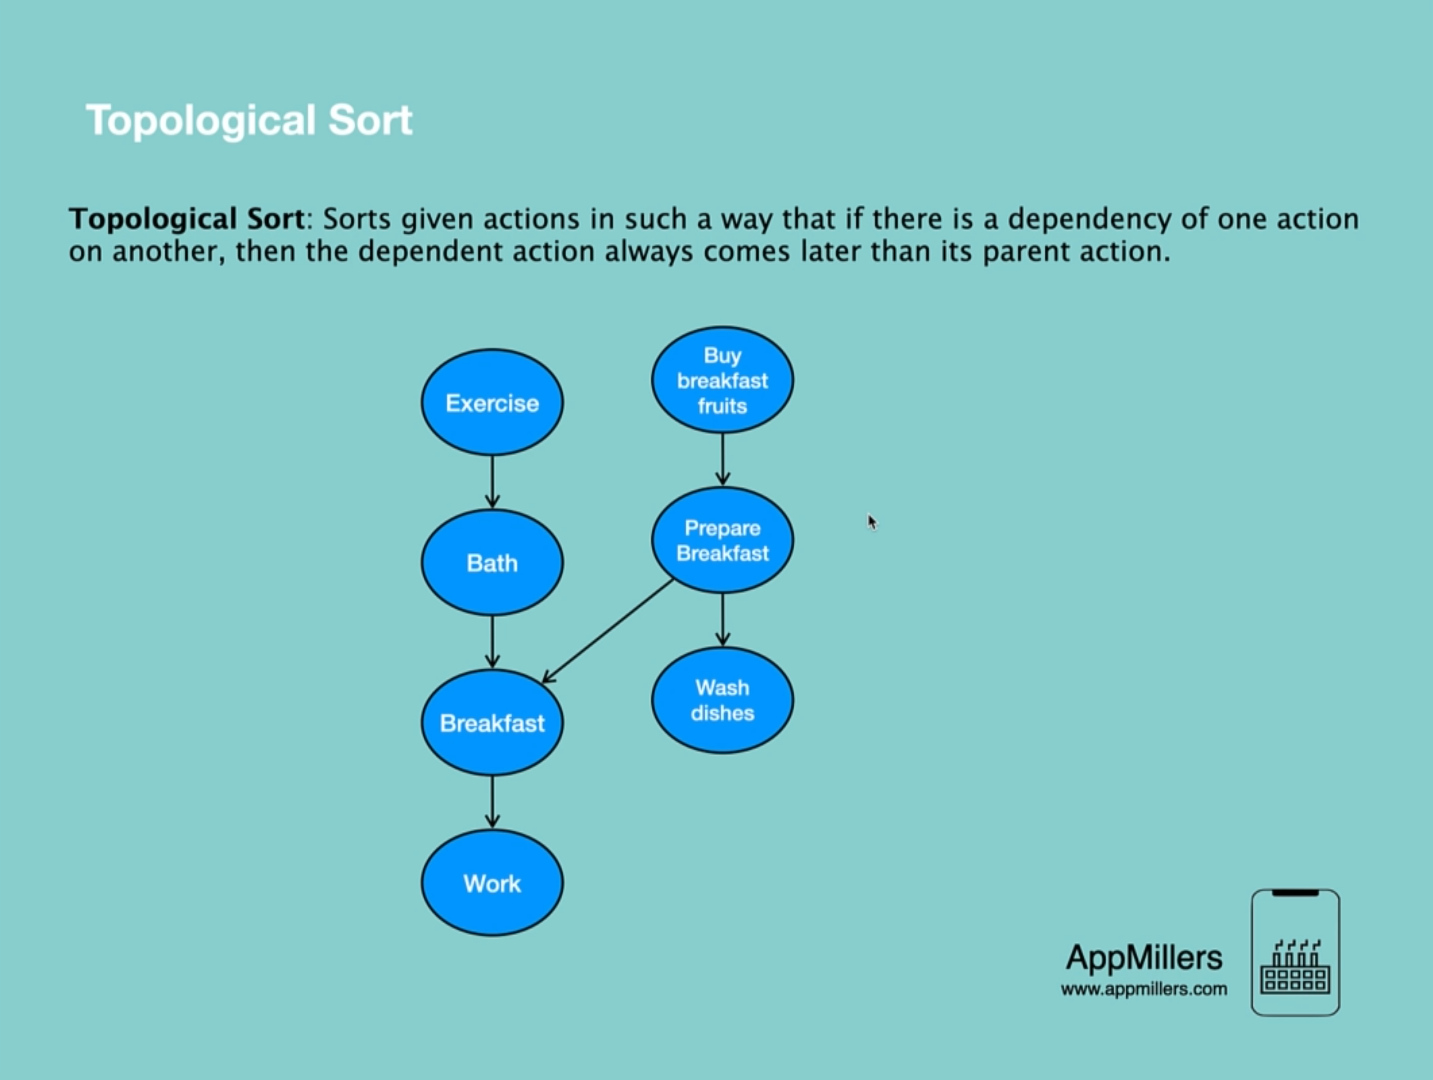 Topological Sort
Topological Sort: Sorts given actions in such a way that if there is a dependency of one action
on another, then the dependent action always comes later than its parent action.
Exercise
Buy
breakfast
fruits
Bath
Prepare
Breakfast
Breakfast
Wash
dishes
Work
AppMillers
www.appmillers.com